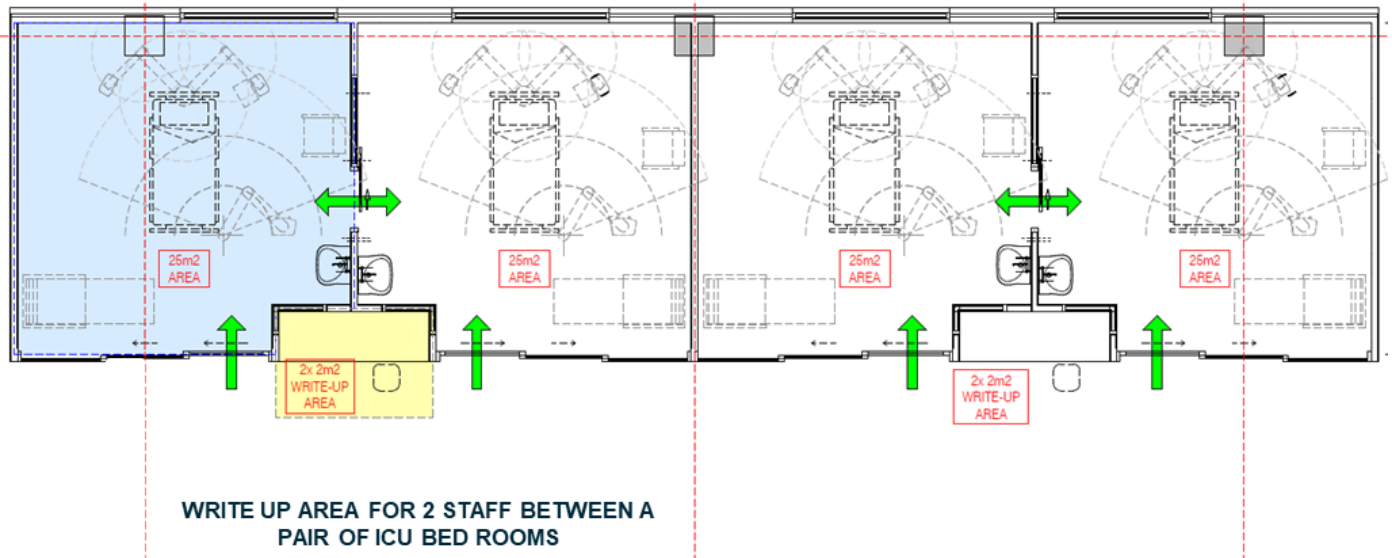 25m2
AREA
25m2
AREA
25m2
AREA
25m2
AREA
2x 2m2
WRITE-UP
AREA
2x 2m2
WRITE-UP
AREA
WRITE UP AREA FOR 2 STAFF BETWEEN A
PAIR OF ICU BED ROOMS